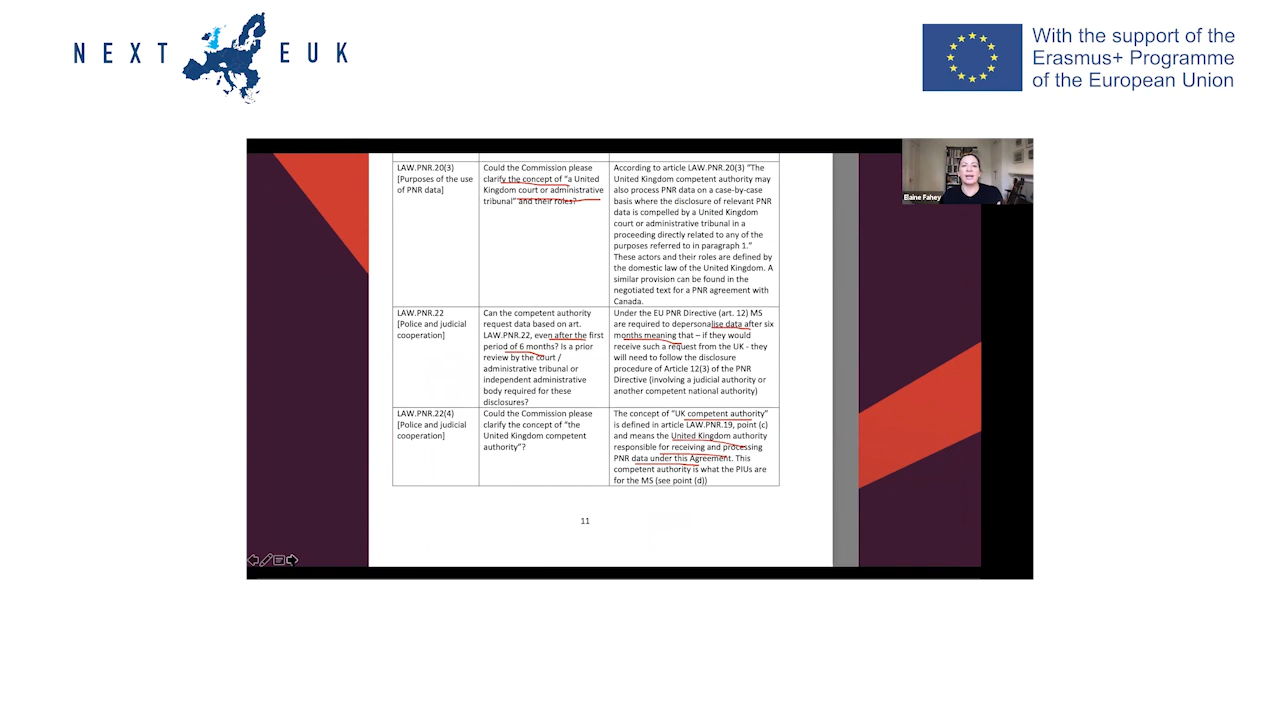 NEXT EUK
With the support of the
Erasmus+ Programme
of the European Union
Elaine Fahey
LAW.PNR.20(3)
[Purposes of the use
of PNR data]
Could the Commission please
clarify the concept of "a United
Kingdom court or administrative
tribunal" and their roles?
According to article LAW.PNR.20(3) "The
United Kingdom competent authority may
also process PNR data on a case-by-case
basis where the disclosure of relevant PNR
data is compelled by a United Kingdom
court or administrative tribunal in a
proceeding directly related to any of the
purposes referred to in paragraph 1."
These actors and their roles are defined by
the domestic law of the United Kingdom. A
similar provision can be found in the
negotiated text for a PNR agreement with
Canada.
LAW.PNR.22
[Police and judicial
cooperation]
Can the competent authority
request data based on art.
LAW.PNR.22, even after the first
period of 6 months? Is a prior
review by the court /
administrative tribunal or
independent administrative
body required for these
disclosures?
Under the EU PNR Directive (art. 12) MS
are required to depersonalise data after six
months meaning that – if they would
receive such a request from the UK - they
will need to follow the disclosure
procedure of Article 12(3) of the PNR
Directive (involving a judicial authority or
another competent national authority)
LAW.PNR.22(4)
[Police and judicial
cooperation]
Could the Commission please
clarify the concept of "the
United Kingdom competent
authority"?
The concept of "UK competent authority"
is defined in article LAW.PNR.19, point (c)
and means the United Kingdom authority
responsible for receiving and processing
PNR data under this Agreement. This
competent authority is what the PIUs are
for the MS (see point (d))
11